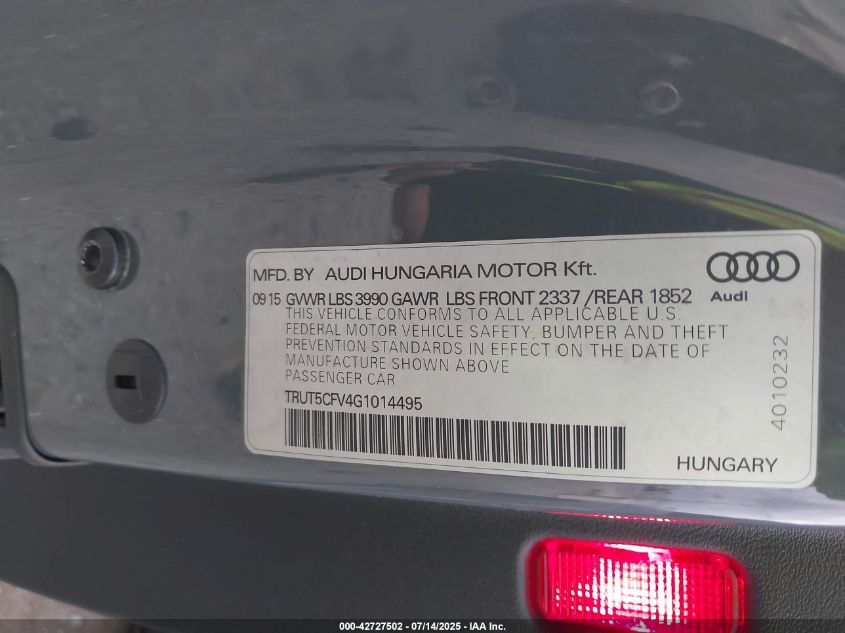 MFD. BY AUDI HUNGARIA MOTOR Kft.
09 15 GVWR LBS 3990 GAWR LBS FRONT 2337 /REAR 1852
Audi
THIS VEHICLE CONFORMS TO ALL APPLICABLE U.S.
FEDERAL MOTOR VEHICLE SAFETY, BUMPER AND THEFT
PREVENTION STANDARDS IN EFFECT ON THE DATE OF
MANUFACTURE SHOWN ABOVE
PASSENGER CAR
TRUT5CFV4G1014495
4010232
HUNGARY
000-42727502 - 07/14/2025 - IAA Inc.